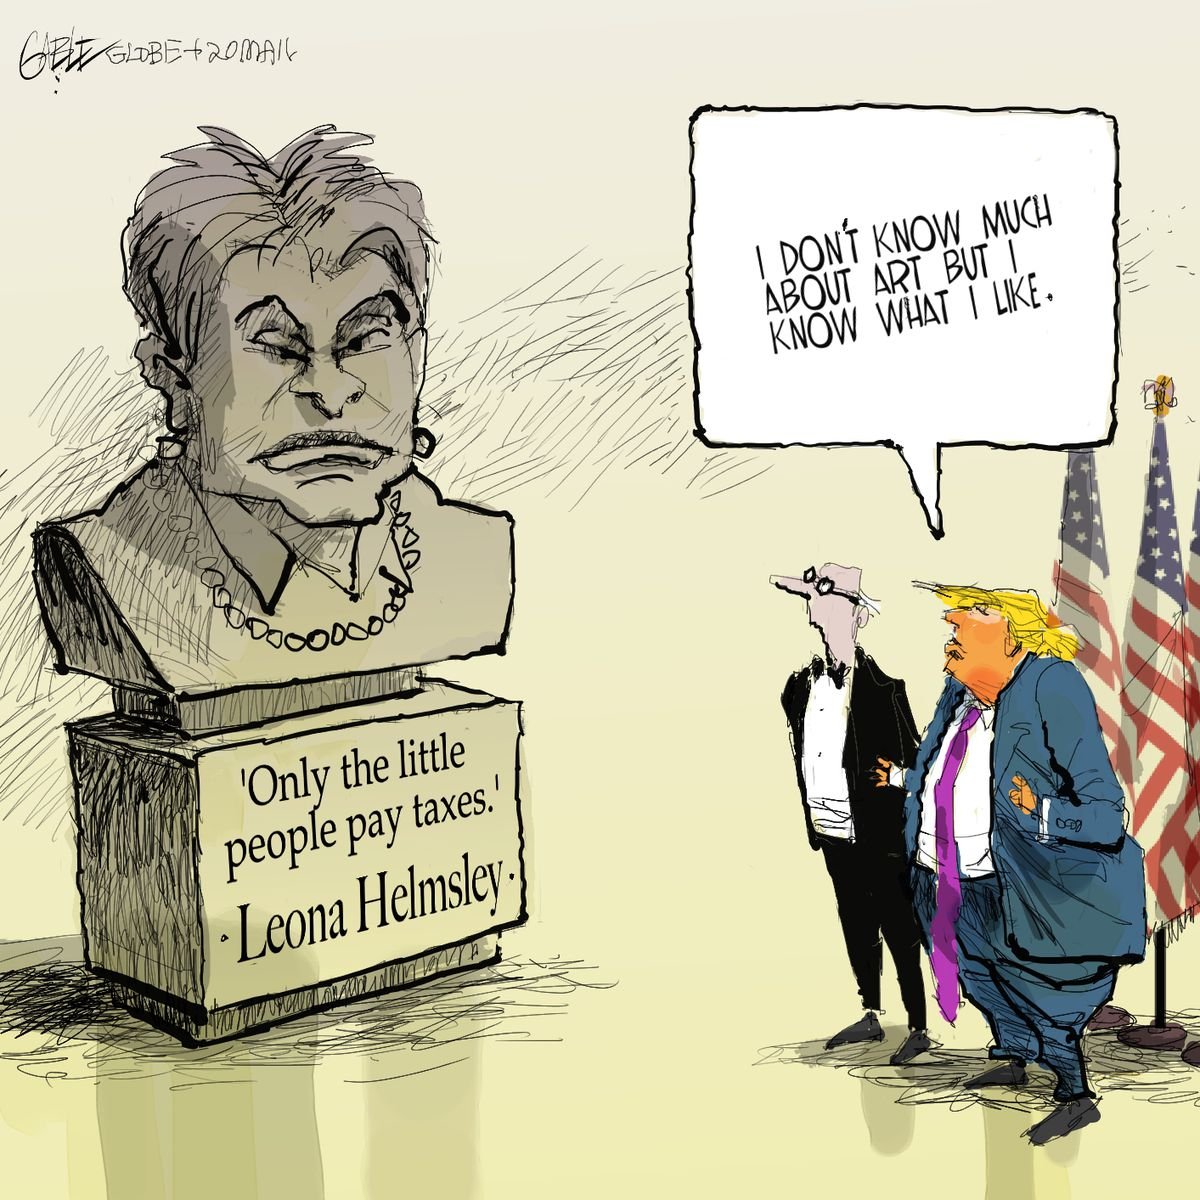 GABLE GLOBE + 20MAIL
I DON'T KNOW MUCH
ABOUT ART BUT I
KNOW WHAT I LIKE.
'Only the little
people pay taxes.'
· Leona Helmsley ·